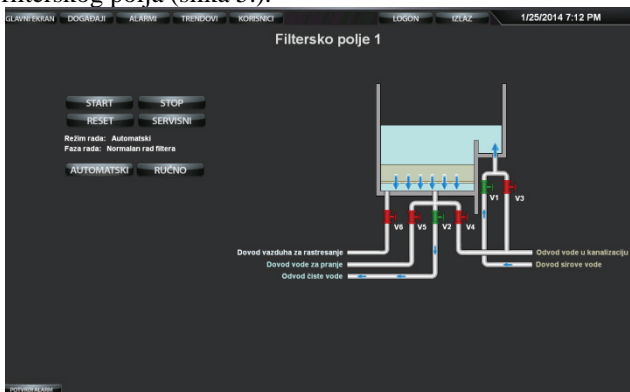 filterskog polja (slika 3.).
GLAVNI EKRAN DOGAĐAJI ALARMI TRENDOVI KORISNICI LOGON IZLAZ 1/25/2014 7:12 PM
Filtersko polje 1
START STOP
RESET SERVISNI
Režim rada: Automatski
Faza rada: Normalan rad filtera
AUTOMATSKI RUČNO
V1 V3
V6 V5 V2 V4
Dovod vazduha za rastresanje Odvod vode u kanalizaciju
Dovod vode za pranje Dovod sirove vode
Odvod čiste vode
POTVRDI ALARM